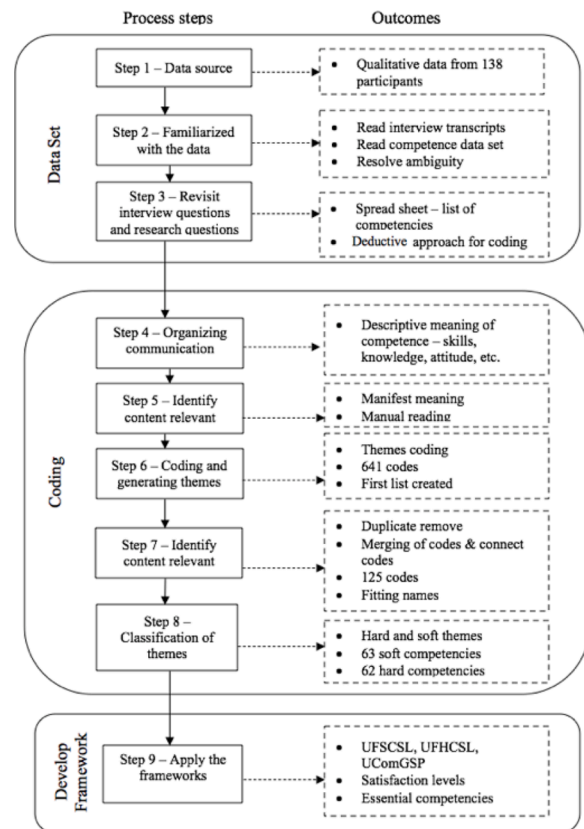 Process steps
Outcomes
Data Set
Step 1 – Data source
• Qualitative data from 138
participants
Step 2 – Familiarized
with the data
• Read interview transcripts
• Read competence data set
• Resolve ambiguity
Step 3 – Revisit
interview questions
and research questions
• Spread sheet – list of
competencies
• Deductive approach for coding
Coding
Step 4 – Organizing
communication
• Descriptive meaning of
competence – skills,
knowledge, attitude, etc.
Step 5 – Identify
content relevant
• Manifest meaning
• Manual reading
Step 6 – Coding and
generating themes
• Themes coding
• 641 codes
• First list created
Step 7 – Identify
content relevant
• Duplicate remove
• Merging of codes & connect
codes
• 125 codes
• Fitting names
Step 8 –
Classification of
themes
• Hard and soft themes
• 63 soft competencies
• 62 hard competencies
Develop
Framework
Step 9 – Apply the
frameworks
• UFSCSL, UFHCSL,
UComGSP
• Satisfaction levels
• Essential competencies